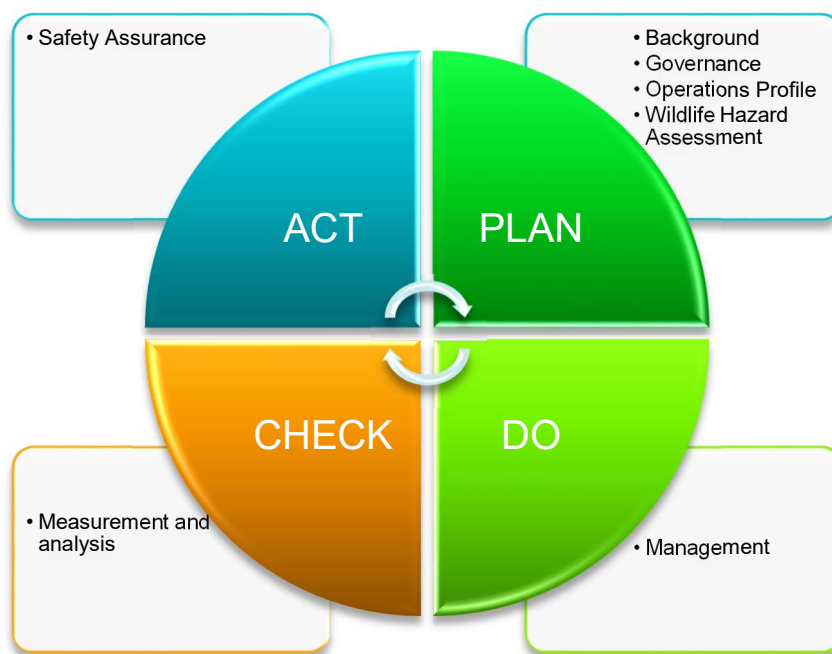 • Safety Assurance
• Background
• Governance
• Operations Profile
• Wildlife Hazard
Assessment
ACT
PLAN
CHECK
DO
• Measurement and
analysis
• Management